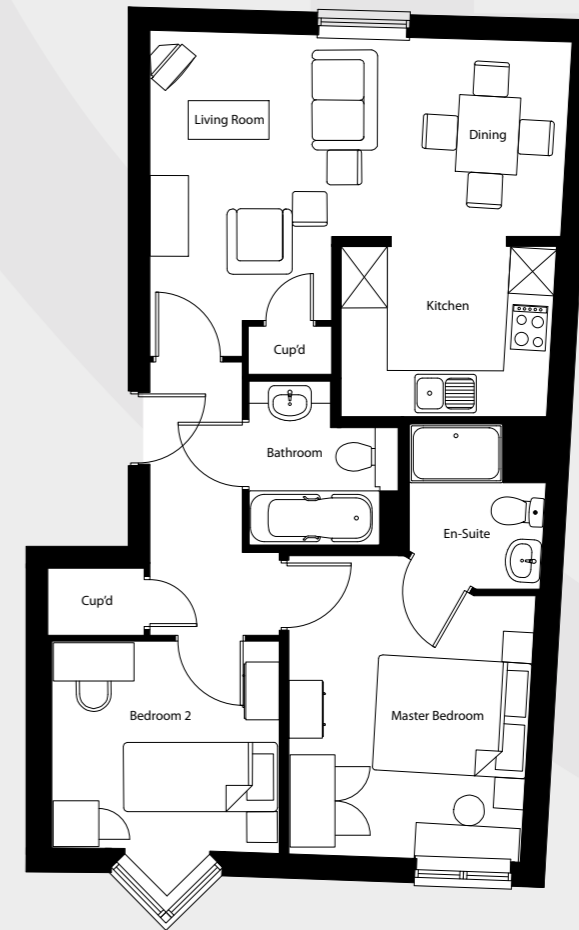 Living Room
Dining
Kitchen
Cup'd
Bathroom
En-Suite
Cup'd
Bedroom 2
Master Bedroom